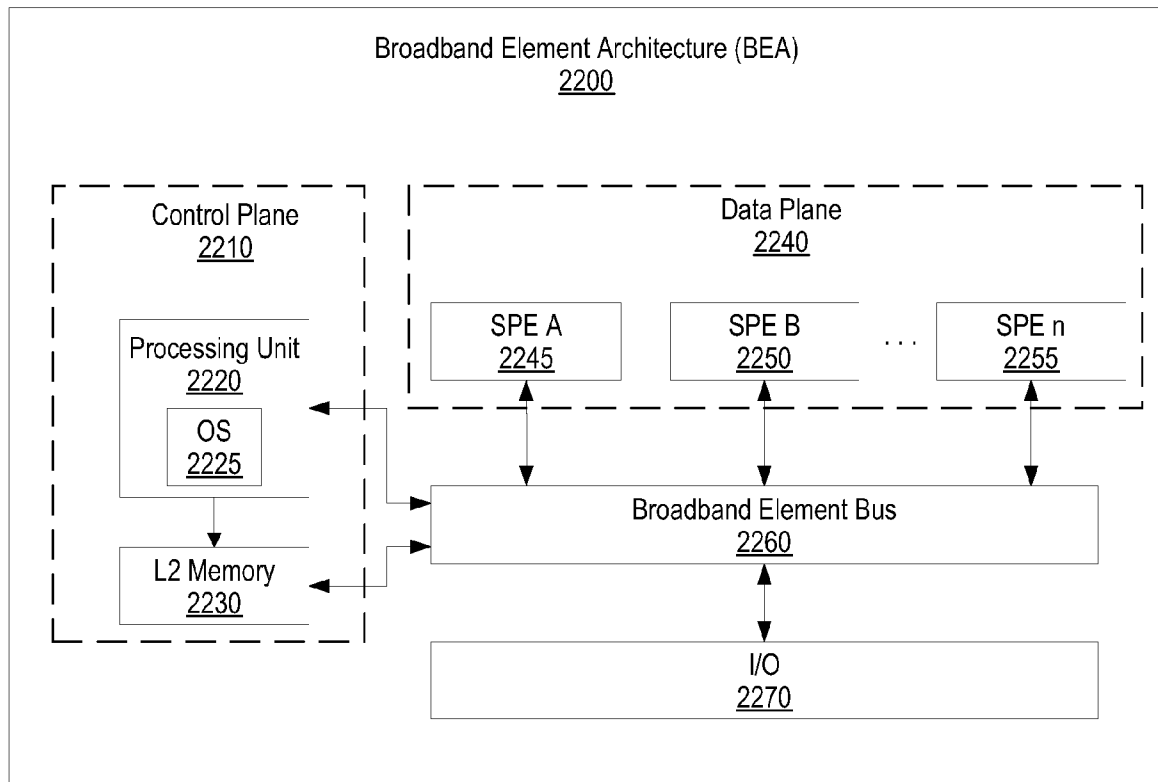 Broadband Element Architecture (BEA)
2200
Control Plane
2210
Processing Unit
2220
OS
2225
L2 Memory
2230
Data Plane
2240
SPE A
2245
SPE B
2250
. . .
SPE n
2255
Broadband Element Bus
2260
I/O
2270